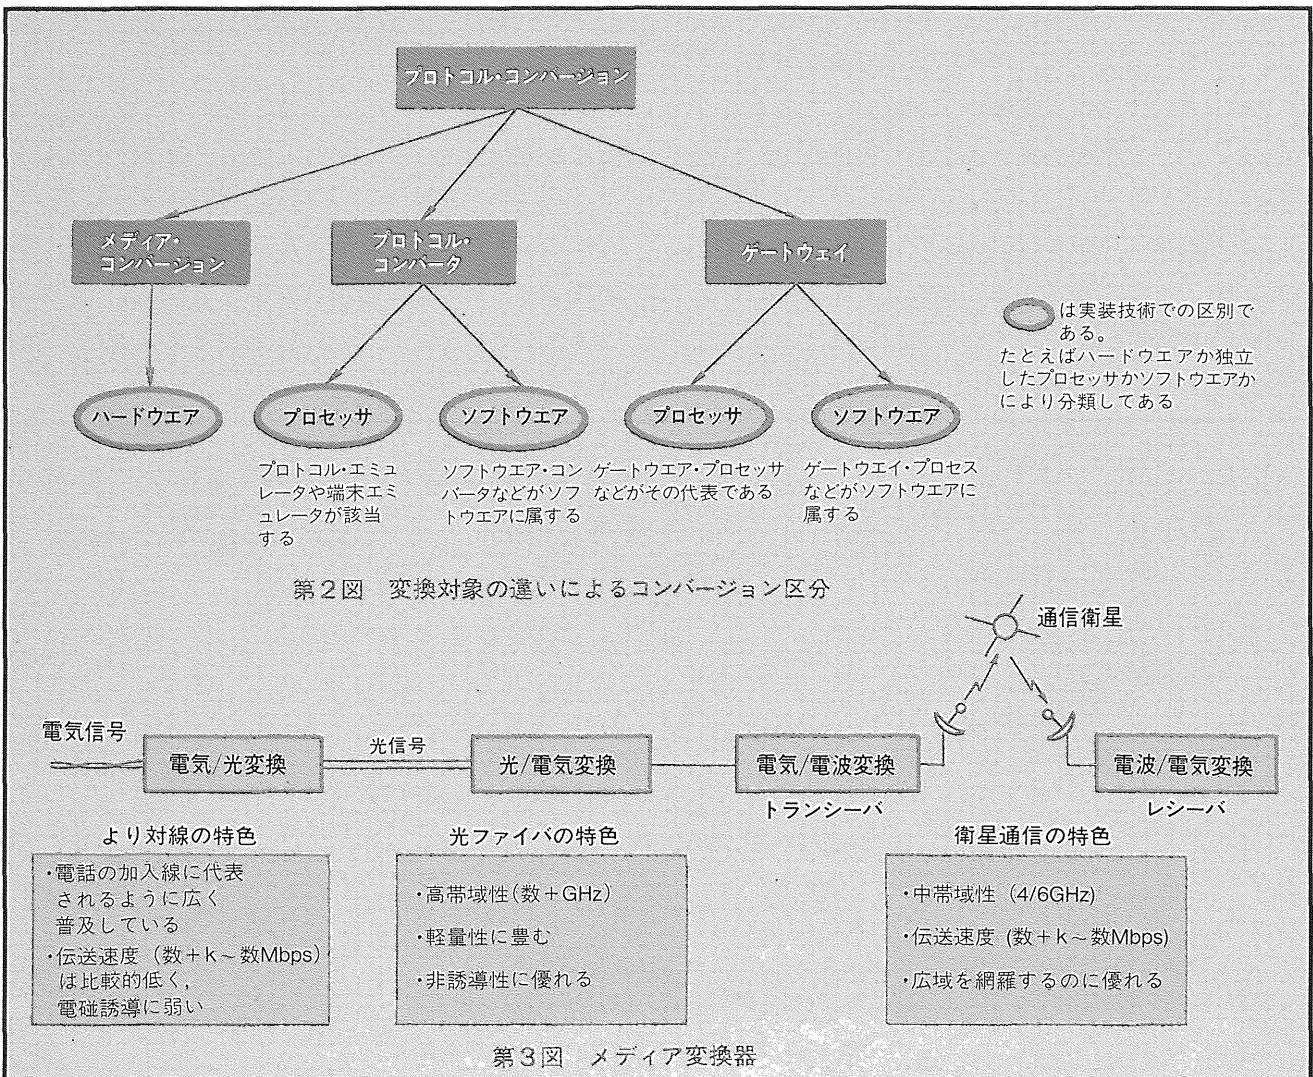 プロトコル・コンバージョン
メディア・
コンバージョン
プロトコル・
コンバータ
ゲートウェイ
は実装技術での区別で
ある。
たとえばハードウエアか独立
したプロセッサかソフトウエアか
により分類してある
ハードウエア
プロセッサ
ソフトウエア
プロセッサ
ソフトウエア
プロトコル・エミュ
レータや端末エミ
ュレータが該当
する
ソフトウエア・コン
バータなどがソフ
トウエアに属する
ゲートウエア・プロセッサ
などがその代表である
ゲートウエイ・プロセス
などがソフトウエアに
属する
第2図 変換対象の違いによるコンバージョン区分
通信衛星
電気信号
電気/光変換
光信号
光/電気変換
電気/電波変換
トランシーバ
電波/電気変換
レシーバ
より対線の特色
・電話の加入線に代表
されるように広く
普及している
・伝送速度(数+k~数Mbps)
は比較的低く,
電磁誘導に弱い
光ファイバの特色
・高帯域性(数+GHz)
・軽量性に豊む
・非誘導性に優れる
衛星通信の特色
・中帯域性(4/6GHz)
・伝送速度(数+k~数Mbps)
・広域を網羅するのに優れる
第3図 メディア変換器